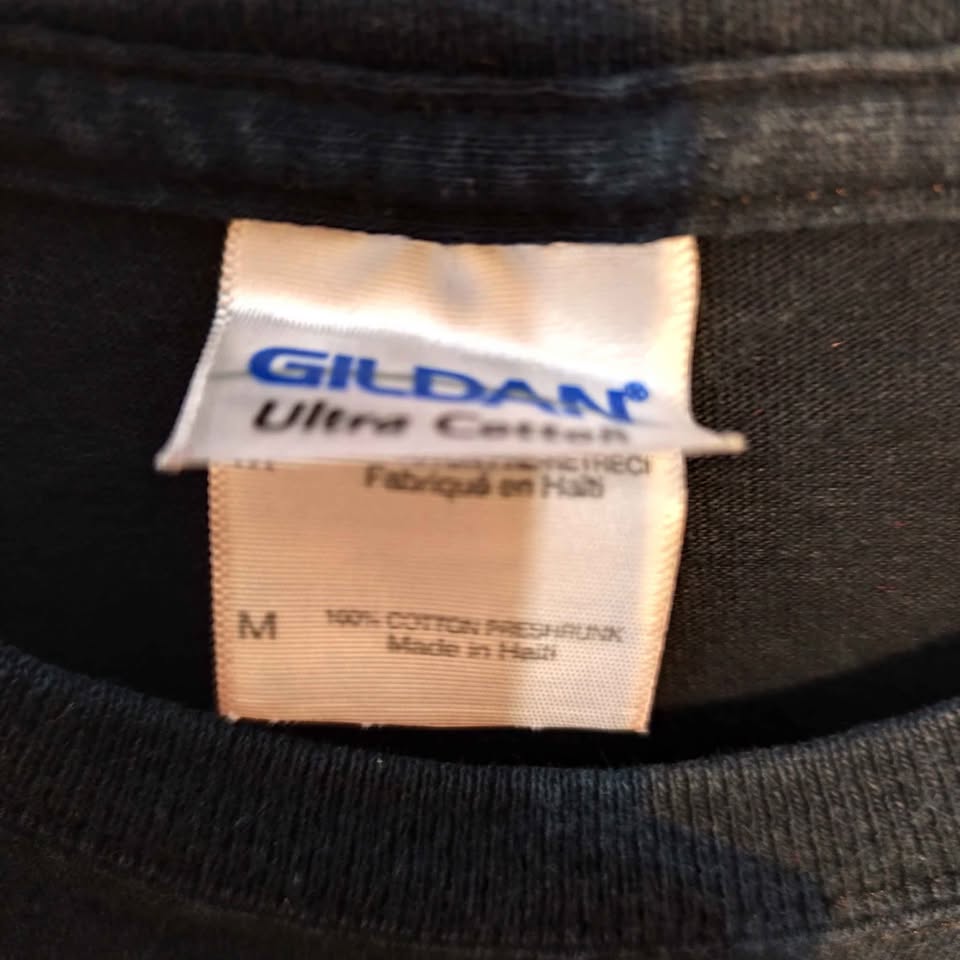 GILDAN®
Ultra Cotton
Fabriqué en Haïti
M 100% COTTON PRESHRUNK
Made in Haiti